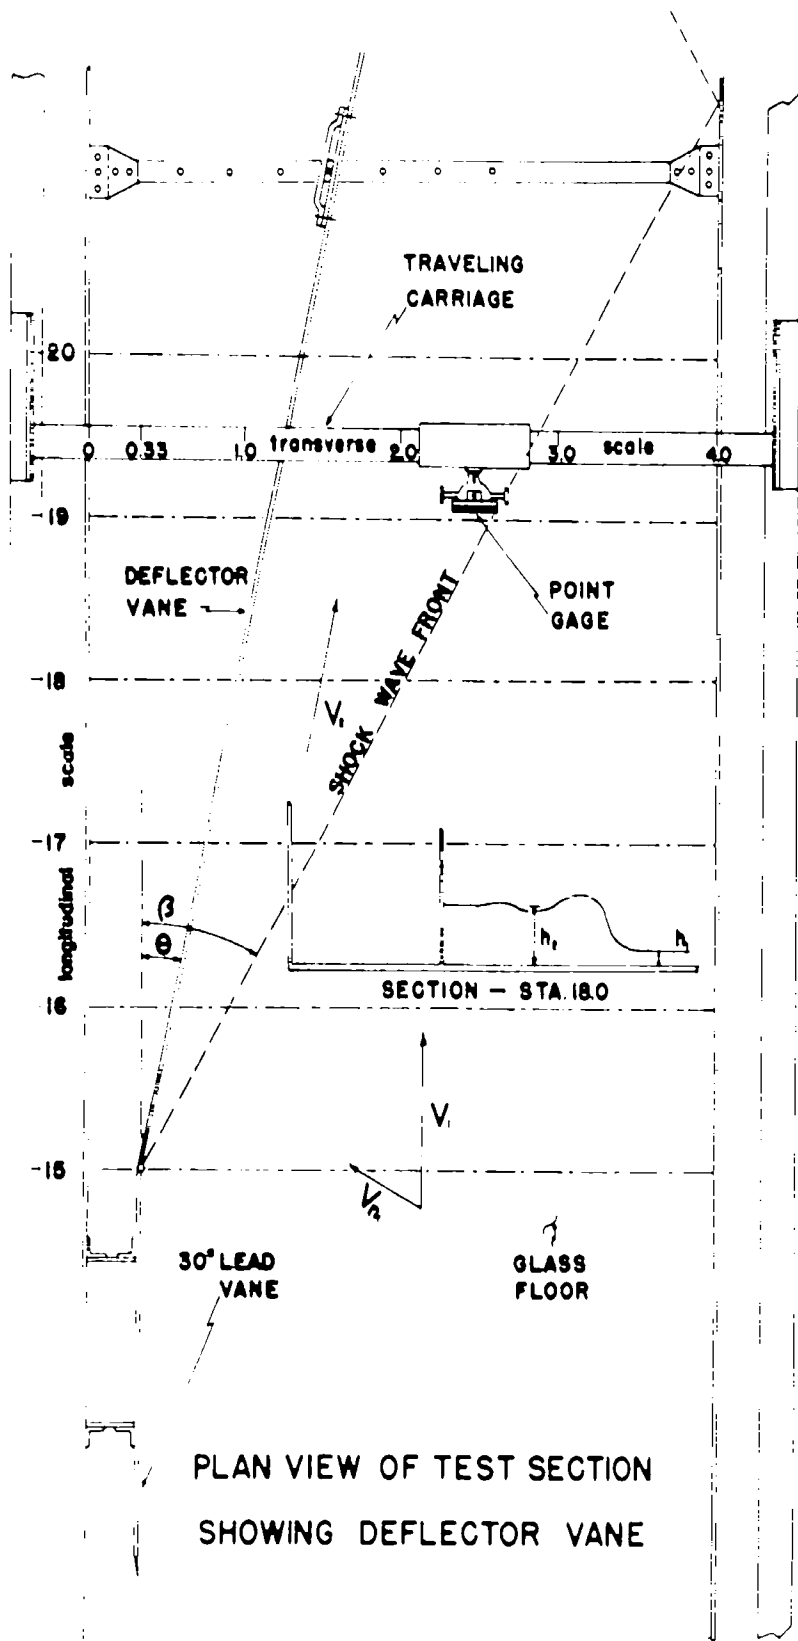 TRAVELING
CARRIAGE
20
0 0.33 1.0 transverse 2.0 3.0 scale 4.0
-19
DEFLECTOR
VANE
POINT
GAGE
SHOCK WAVE FRONT
-18
V₁
longitudinal scale
-17
β
θ
h₂
h
SECTION - STA. 18.0
-16
V₁
-15
30° LEAD
VANE
GLASS
FLOOR
PLAN VIEW OF TEST SECTION
SHOWING DEFLECTOR VANE